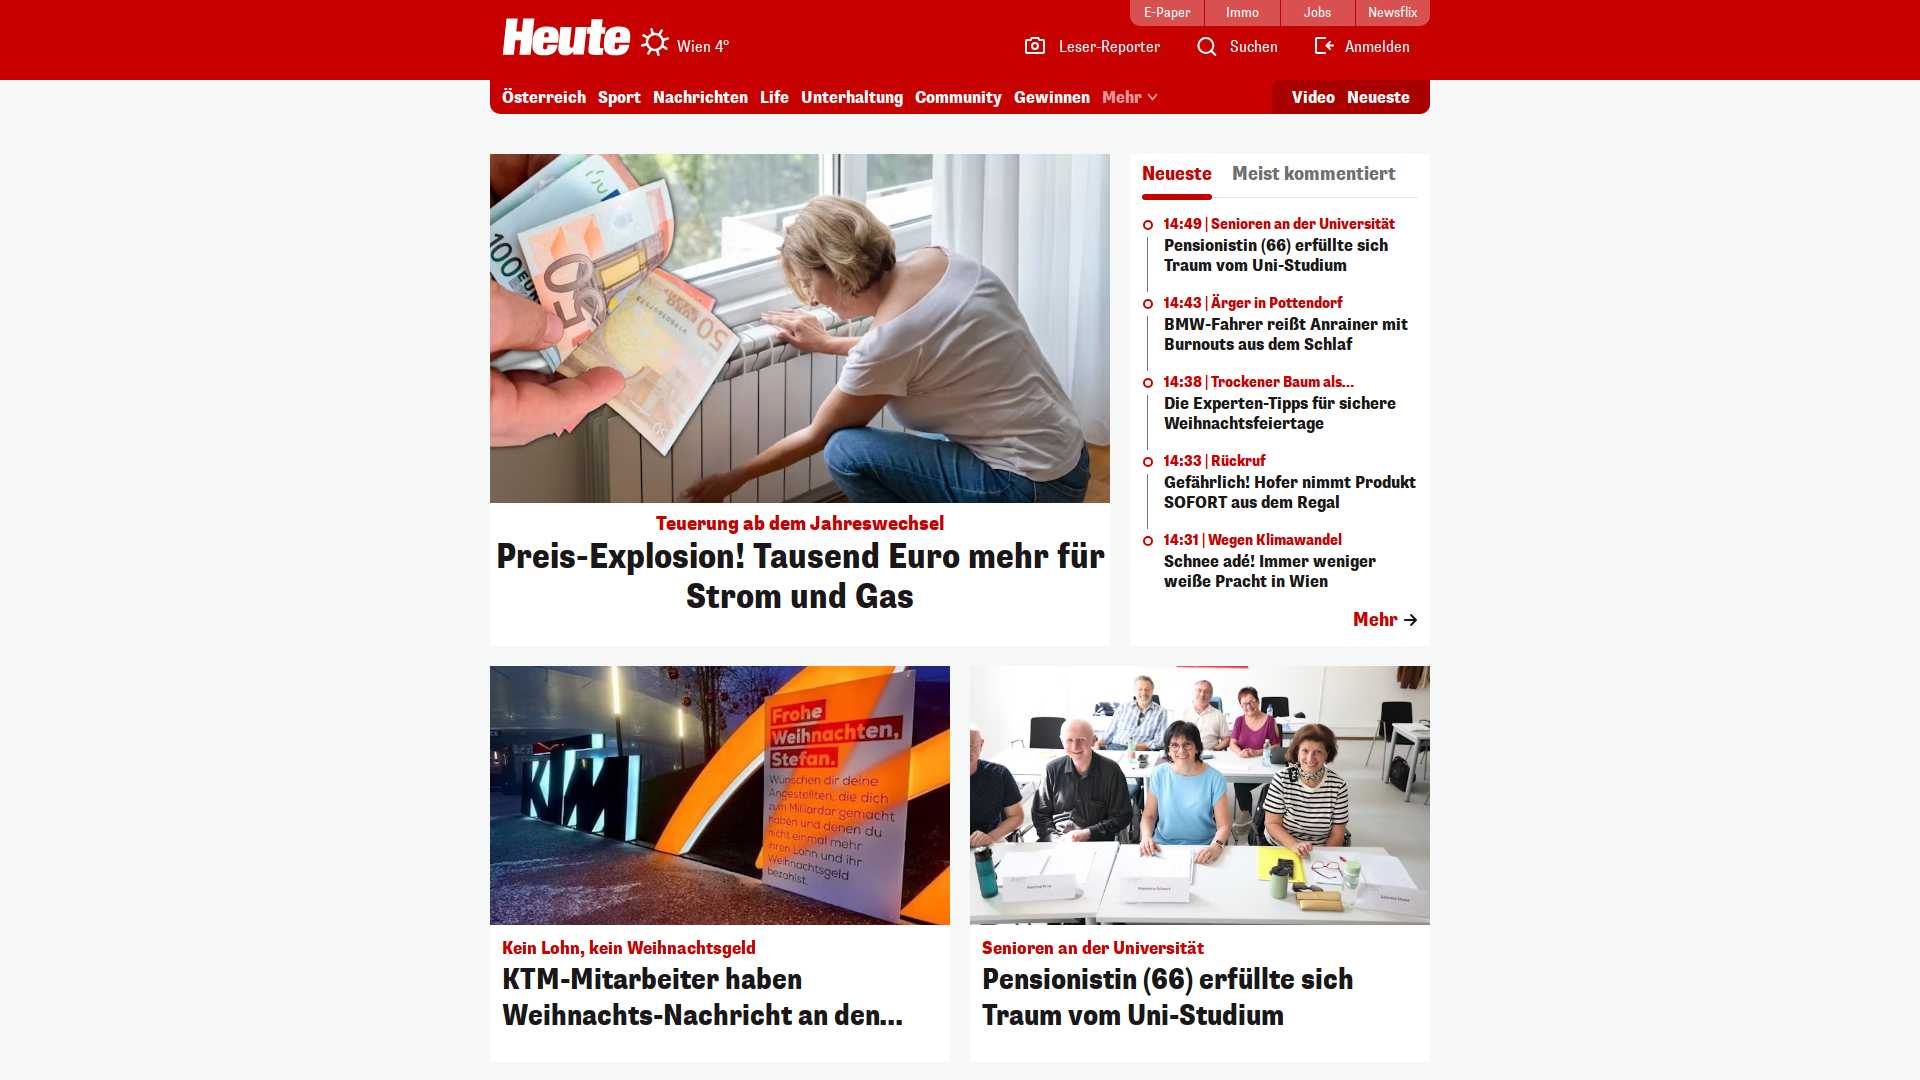 E-Paper
Immo
Jobs
Newsflix
Heute
Wien 4°
Leser-Reporter
Suchen
Anmelden
Österreich Sport Nachrichten Life Unterhaltung Community Gewinnen Mehr
Video Neueste
100 EURO
50
50 EURO
Teuerung ab dem Jahreswechsel
Preis-Explosion! Tausend Euro mehr für
Strom und Gas
Neueste
Meist kommentiert
14:49 | Senioren an der Universität
Pensionistin (66) erfüllte sich
Traum vom Uni-Studium
14:43 | Ärger in Pottendorf
BMW-Fahrer reißt Anrainer mit
Burnouts aus dem Schlaf
14:38 | Trockener Baum als...
Die Experten-Tipps für sichere
Weihnachtsfeiertage
14:33 | Rückruf
Gefährlich! Hofer nimmt Produkt
SOFORT aus dem Regal
14:31 | Wegen Klimawandel
Schnee adé! Immer weniger
weiße Pracht in Wien
Mehr
KTM
Frohe
Weihnachten,
Stefan.
Wünschen dir deine
Angestellten, die dich
zum Milliardär gemacht
haben und denen du
nicht einmal mehr
ihren Lohn und ihr
Weihnachtsgeld
bezahlst.
Kein Lohn, kein Weihnachtsgeld
KTM-Mitarbeiter haben
Weihnachts-Nachricht an den...
Senioren an der Universität
Pensionistin (66) erfüllte sich
Traum vom Uni-Studium